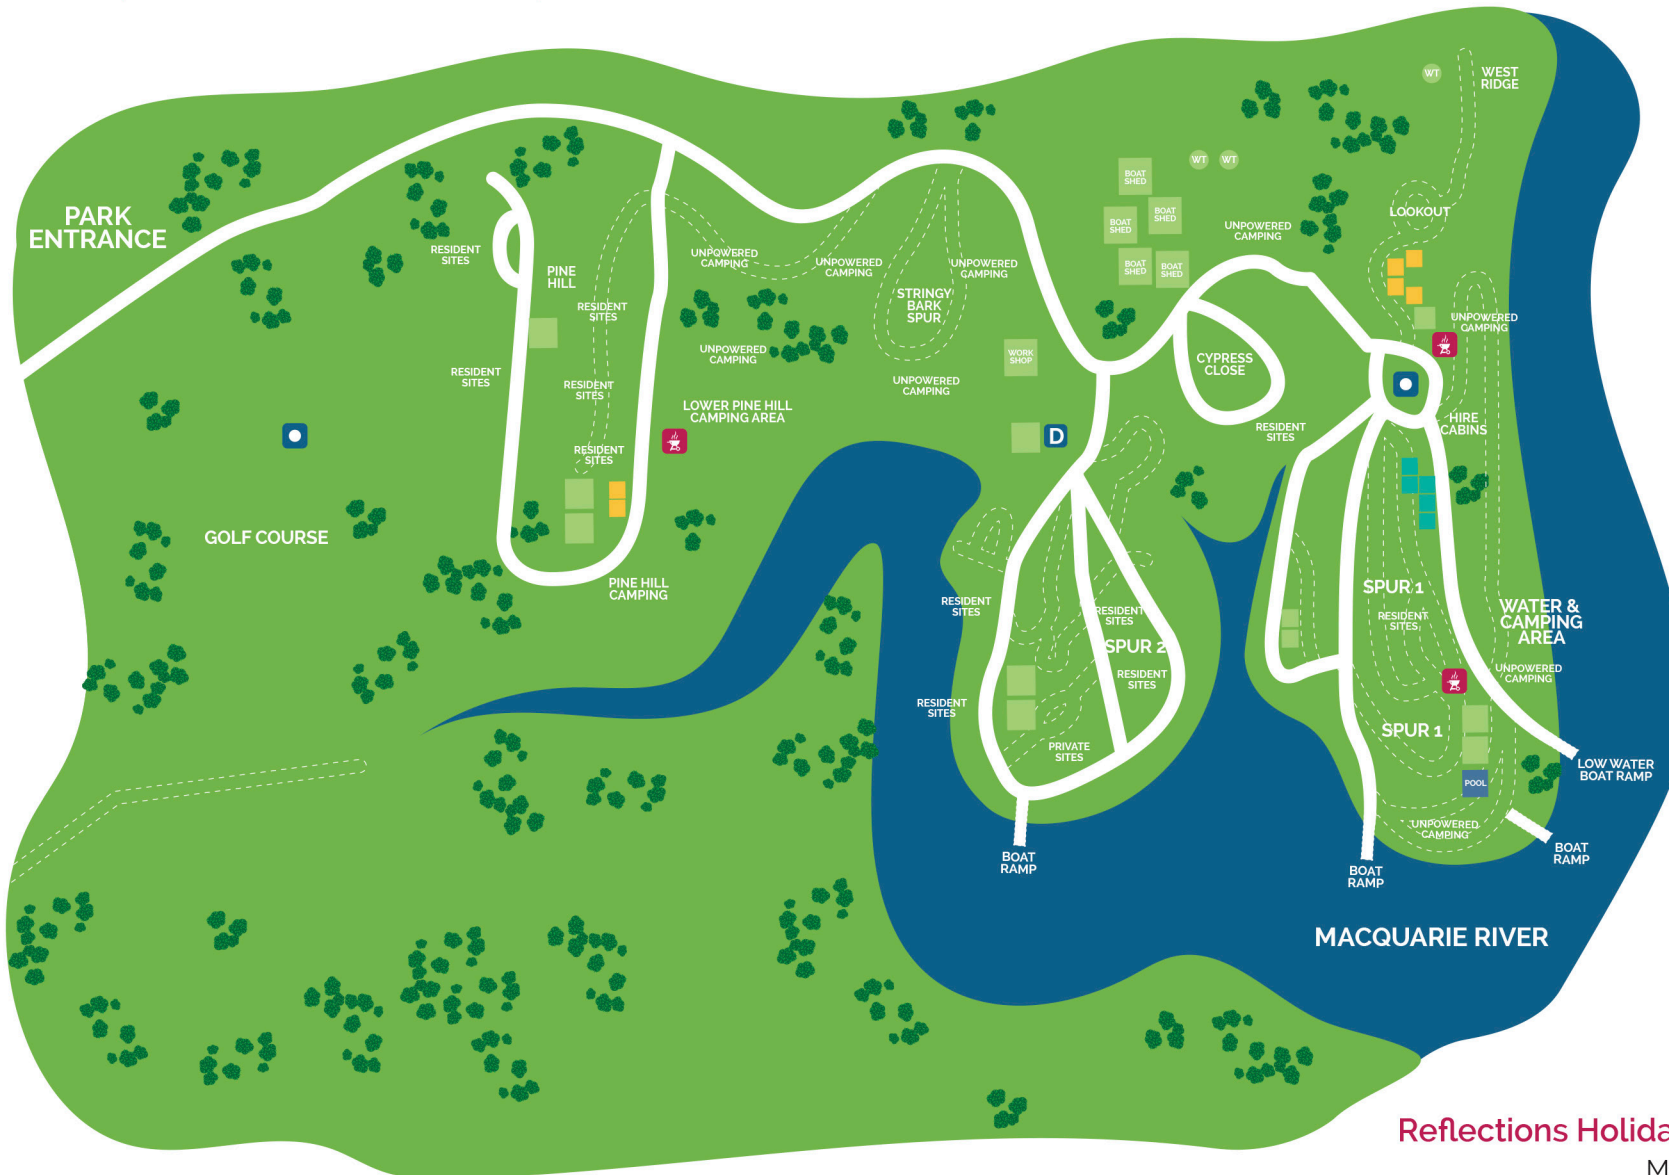 WT
WEST
RIDGE
BOAT
SHED
WT
WT
PARK
ENTRANCE
BOAT
SHED
BOAT
SHED
LOOKOUT
UNPOWERED
CAMPING
RESIDENT
SITES
UNPOWERED
CAMPING
UNPOWERED
CAMPING
UNPOWERED
CAMPING
BOAT
SHED
BOAT
SHED
PINE
HILL
STRINGY
BARK
SPUR
RESIDENT
SITES
UNPOWERED
CAMPING
UNPOWERED
CAMPING
WORK
SHOP
CYPRESS
CLOSE
RESIDENT
SITES
RESIDENT
SITES
UNPOWERED
CAMPING
LOWER PINE HILL
CAMPING AREA
D
RESIDENT
SITES
HIRE
CABINS
RESIDENT
SITES
GOLF COURSE
PINE HILL
CAMPING
RESIDENT
SITES
RESIDENT
SITES
SPUR 2
RESIDENT
SITES
RESIDENT
SITES
PRIVATE
SITES
SPUR 1
RESIDENT
SITES
WATER &
CAMPING
AREA
UNPOWERED
CAMPING
SPUR 1
POOL
LOW WATER
BOAT RAMP
UNPOWERED
CAMPING
BOAT
RAMP
BOAT
RAMP
BOAT
RAMP
MACQUARIE RIVER
Reflections Holida
M